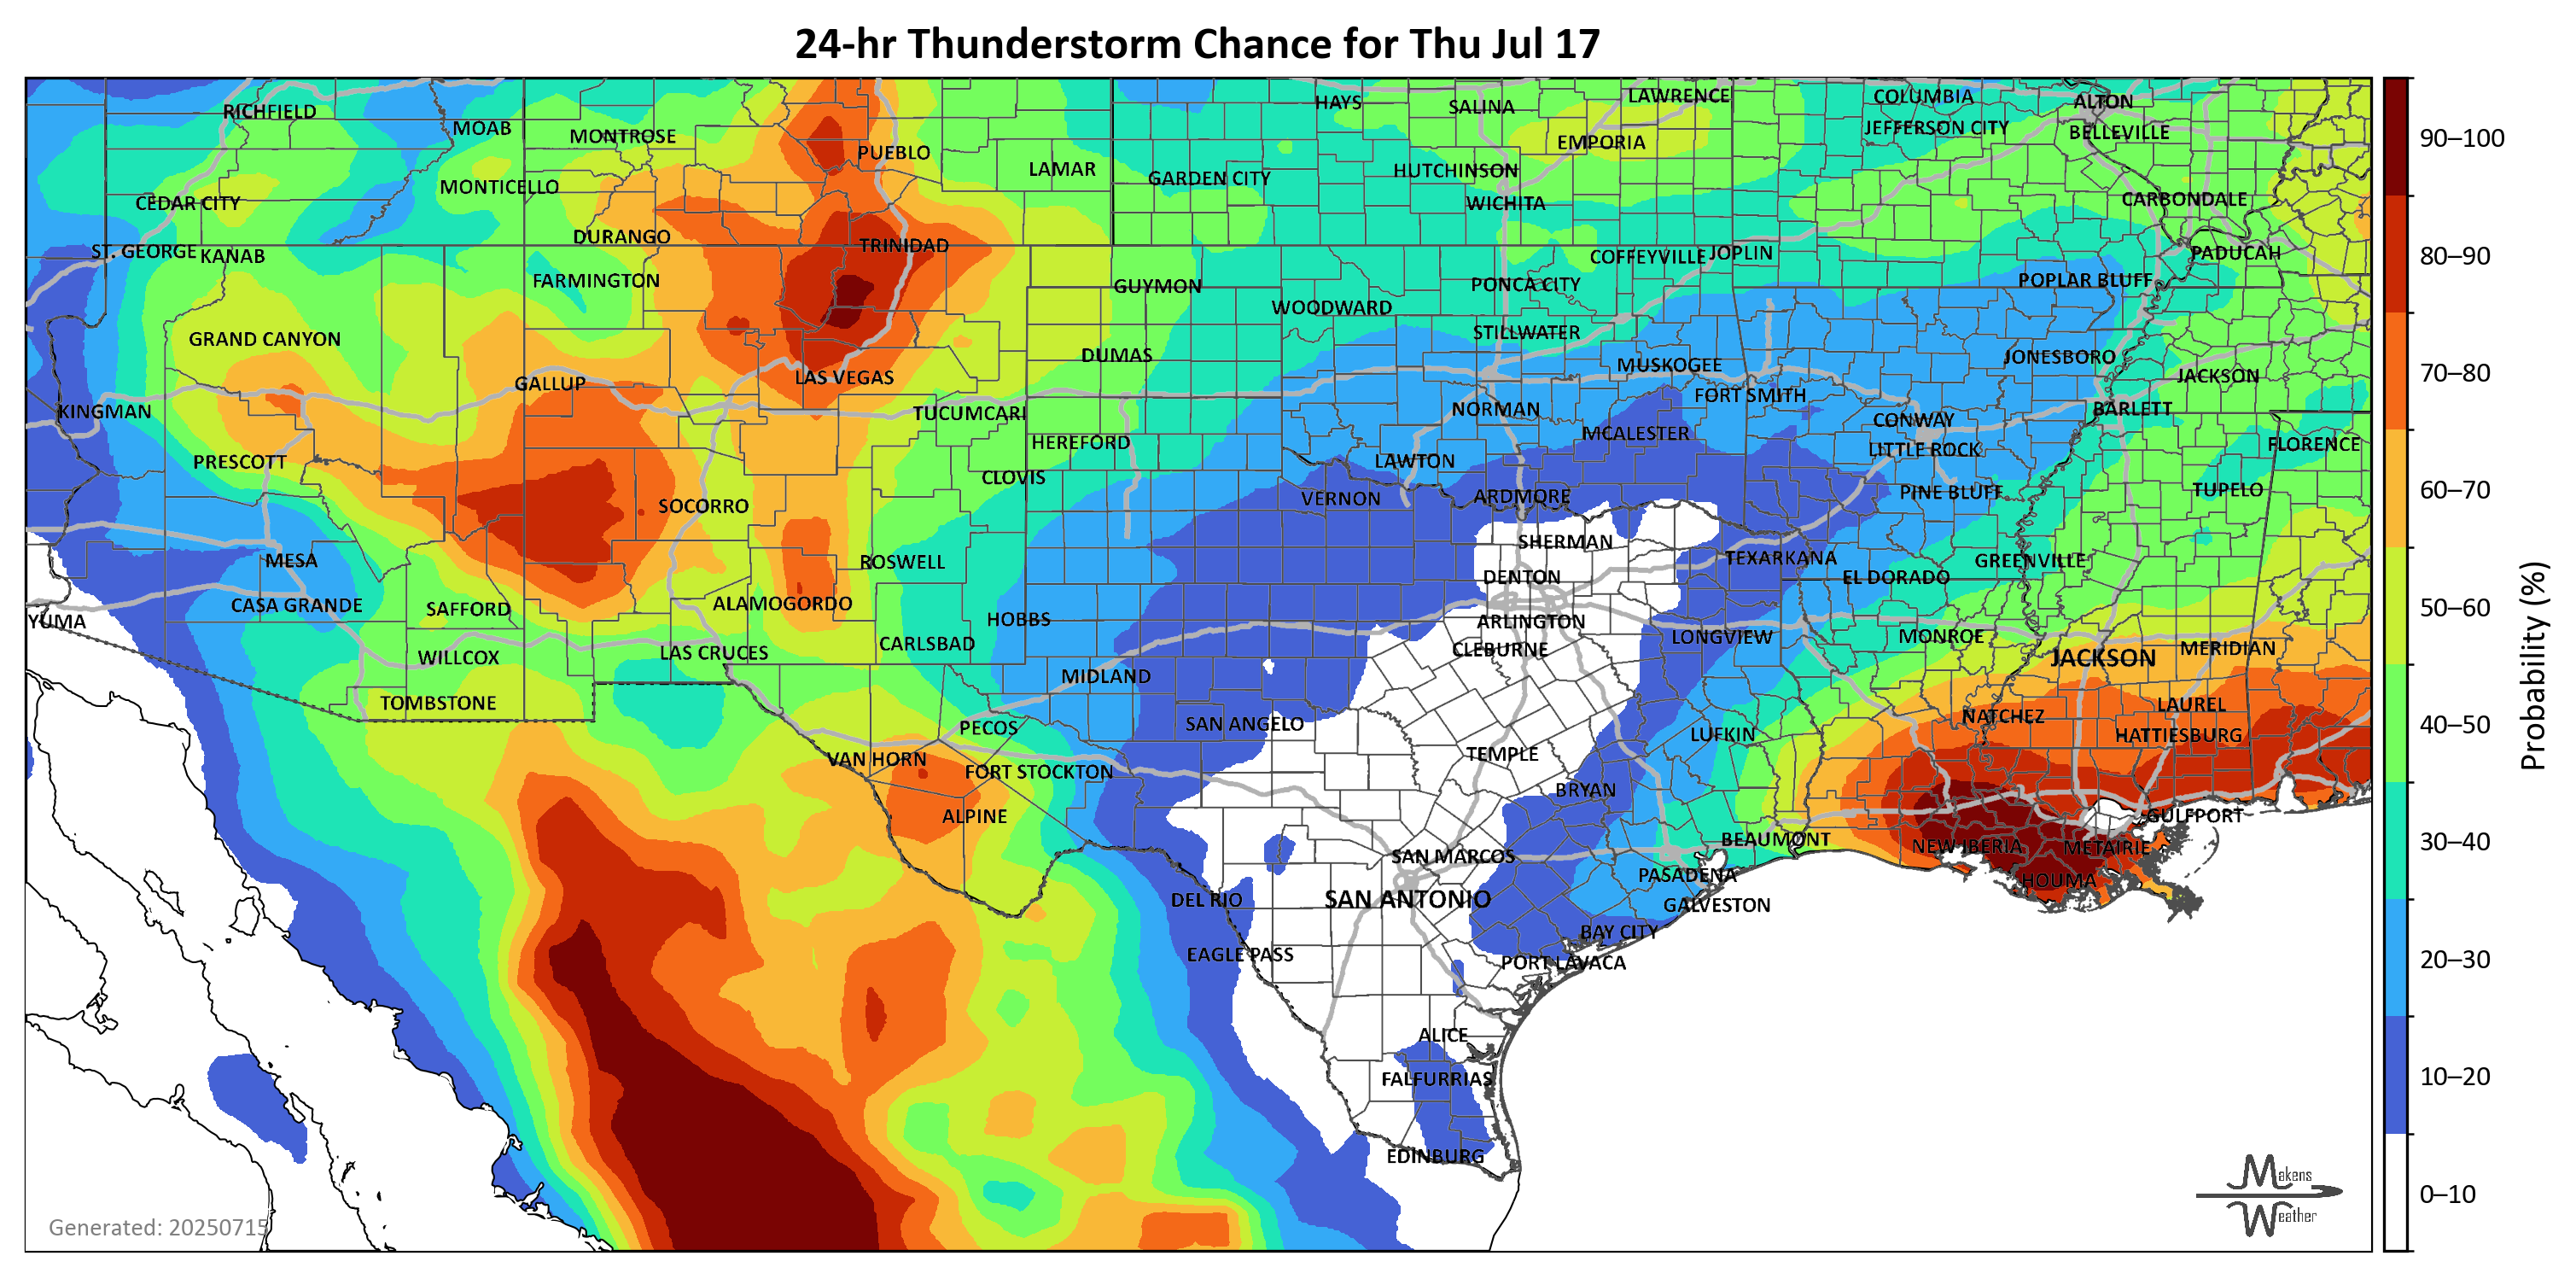 24-hr Thunderstorm Chance for Thu Jul 17
RICHFIELD
MOAB
MONTROSE
PUEBLO
LAMAR
GARDEN CITY
HAYS
SALINA
LAWRENCE
EMPORIA
HUTCHINSON
WICHITA
COLUMBIA
JEFFERSON CITY
ALTON
BELLEVILLE
CARBONDALE
PADUCAH
CEDAR CITY
MONTICELLO
ST. GEORGE
KANAB
DURANGO
FARMINGTON
TRINIDAD
GUYMON
WOODWARD
PONCA CITY
COFFEYVILLE
JOPLIN
POPLAR BLUFF
GRAND CANYON
STILLWATER
DUMAS
MUSKOGEE
JONESBORO
JACKSON
GALLUP
LAS VEGAS
FORT SMITH
KINGMAN
TUCUMCARI
NORMAN
CONWAY
BARLETT
HEREFORD
MCALESTER
LITTLE ROCK
FLORENCE
PRESCOTT
CLOVIS
LAWTON
SOCORRO
VERNON
ARDMORE
PINE BLUFF
TUPELO
MESA
ROSWELL
SHERMAN
TEXARKANA
GREENVILLE
DENTON
EL DORADO
CASA GRANDE
SAFFORD
ALAMOGORDO
YUMA
HOBBS
ARLINGTON
LONGVIEW
MONROE
WILLCOX
LAS CRUCES
CARLSBAD
CLEBURNE
JACKSON
MERIDIAN
MIDLAND
TOMBSTONE
PECOS
SAN ANGELO
LUFKIN
NATCHEZ
LAUREL
HATTIESBURG
VAN HORN
FORT STOCKTON
TEMPLE
BRYAN
ALPINE
GULFPORT
SAN MARCOS
BEAUMONT
NEW IBERIA
METAIRIE
DEL RIO
SAN ANTONIO
PASADENA
GALVESTON
HOUMA
EAGLE PASS
BAY CITY
PORT LAVACA
ALICE
FALFURRIAS
EDINBURG
Generated: 20250715
Makens
Weather
90–100
80–90
70–80
60–70
50–60
40–50
30–40
20–30
10–20
0–10
Probability (%)